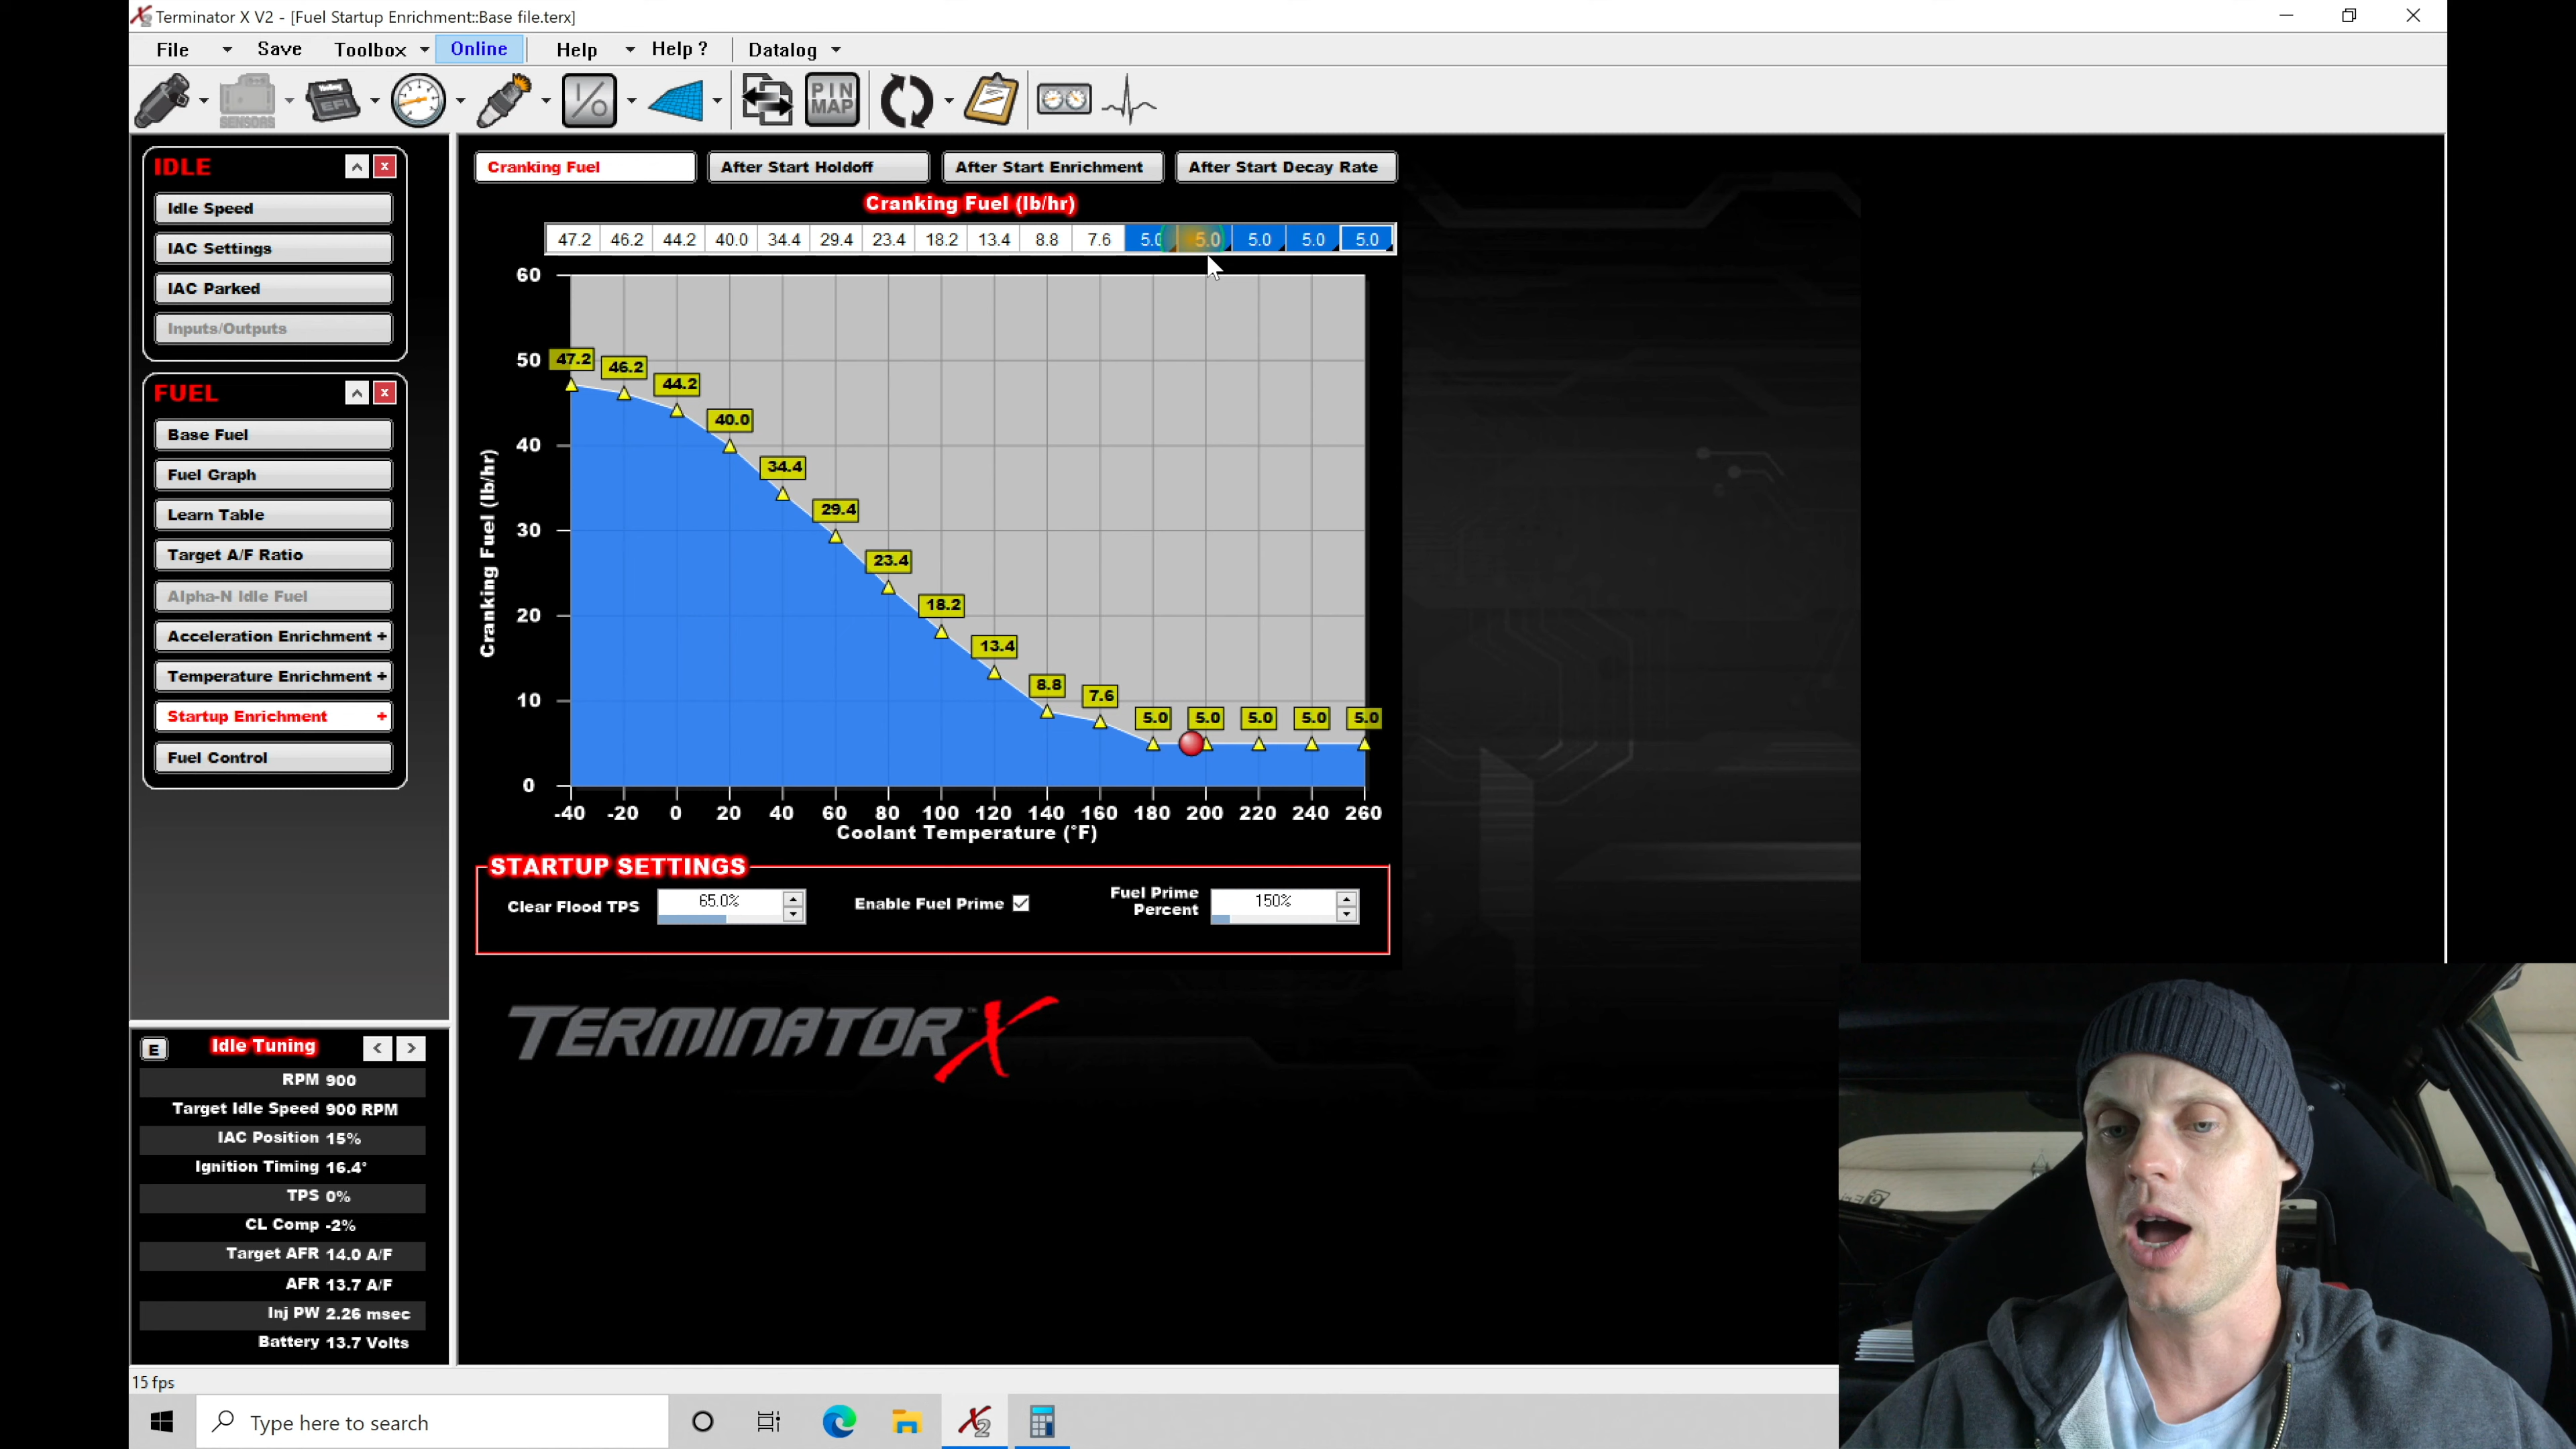 Terminator X V2 - [Fuel Startup Enrichment::Base file.terx]
File Save Toolbox Online Help Help ? Datalog
SENSORS
Holley EFI
I/O
PIN MAP
IDLE
Idle Speed
IAC Settings
IAC Parked
Inputs/Outputs
FUEL
Base Fuel
Fuel Graph
Learn Table
Target A/F Ratio
Alpha-N Idle Fuel
Acceleration Enrichment +
Temperature Enrichment +
Startup Enrichment +
Fuel Control
Cranking Fuel After Start Holdoff After Start Enrichment After Start Decay Rate
Cranking Fuel (lb/hr)
47.2 46.2 44.2 40.0 34.4 29.4 23.4 18.2 13.4 8.8 7.6 5.0 5.0 5.0 5.0 5.0
60
50
40
30
20
10
0
Cranking Fuel (lb/hr)
47.2 46.2 44.2 40.0 34.4 29.4 23.4 18.2 13.4 8.8 7.6 5.0 5.0 5.0 5.0 5.0
-40 -20 0 20 40 60 80 100 120 140 160 180 200 220 240 260
Coolant Temperature (°F)
STARTUP SETTINGS
Clear Flood TPS 65.0% Enable Fuel Prime Fuel Prime Percent 150%
TERMINATOR X
E Idle Tuning < >
RPM 900
Target Idle Speed 900 RPM
IAC Position 15%
Ignition Timing 16.4°
TPS 0%
CL Comp -2%
Target AFR 14.0 A/F
AFR 13.7 A/F
Inj PW 2.26 msec
Battery 13.7 Volts
15 fps
Type here to search
X2